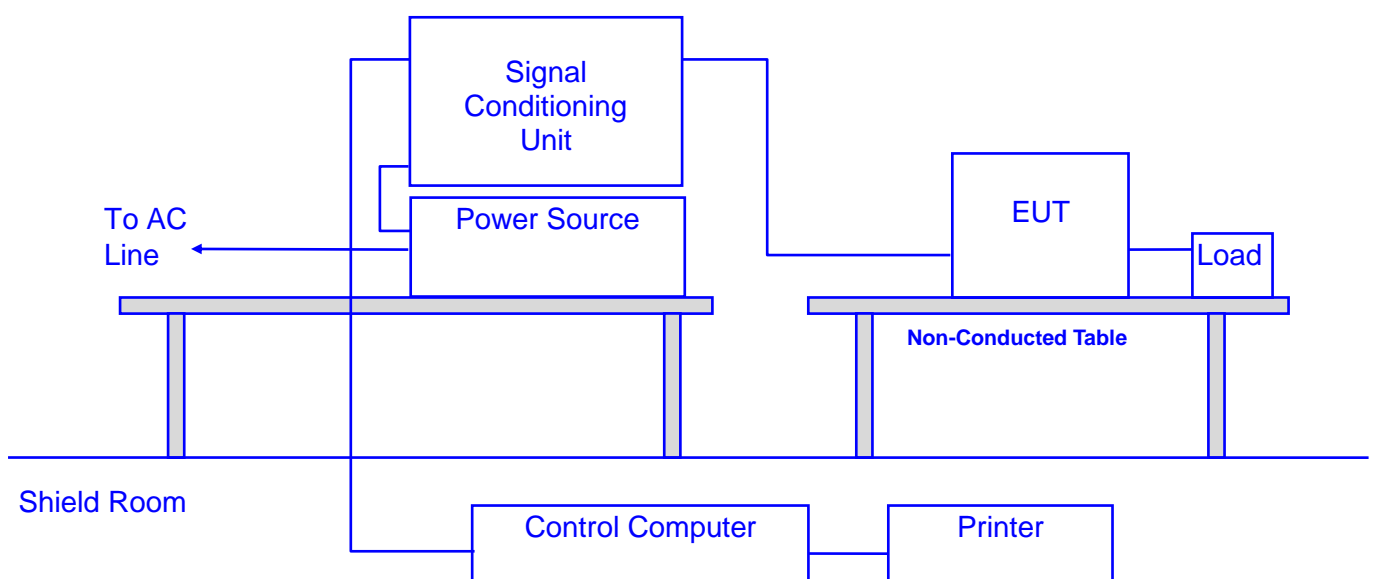 Signal
Conditioning
Unit
Power Source
To AC
Line
EUT
Load
Non-Conducted Table
Shield Room
Control Computer
Printer